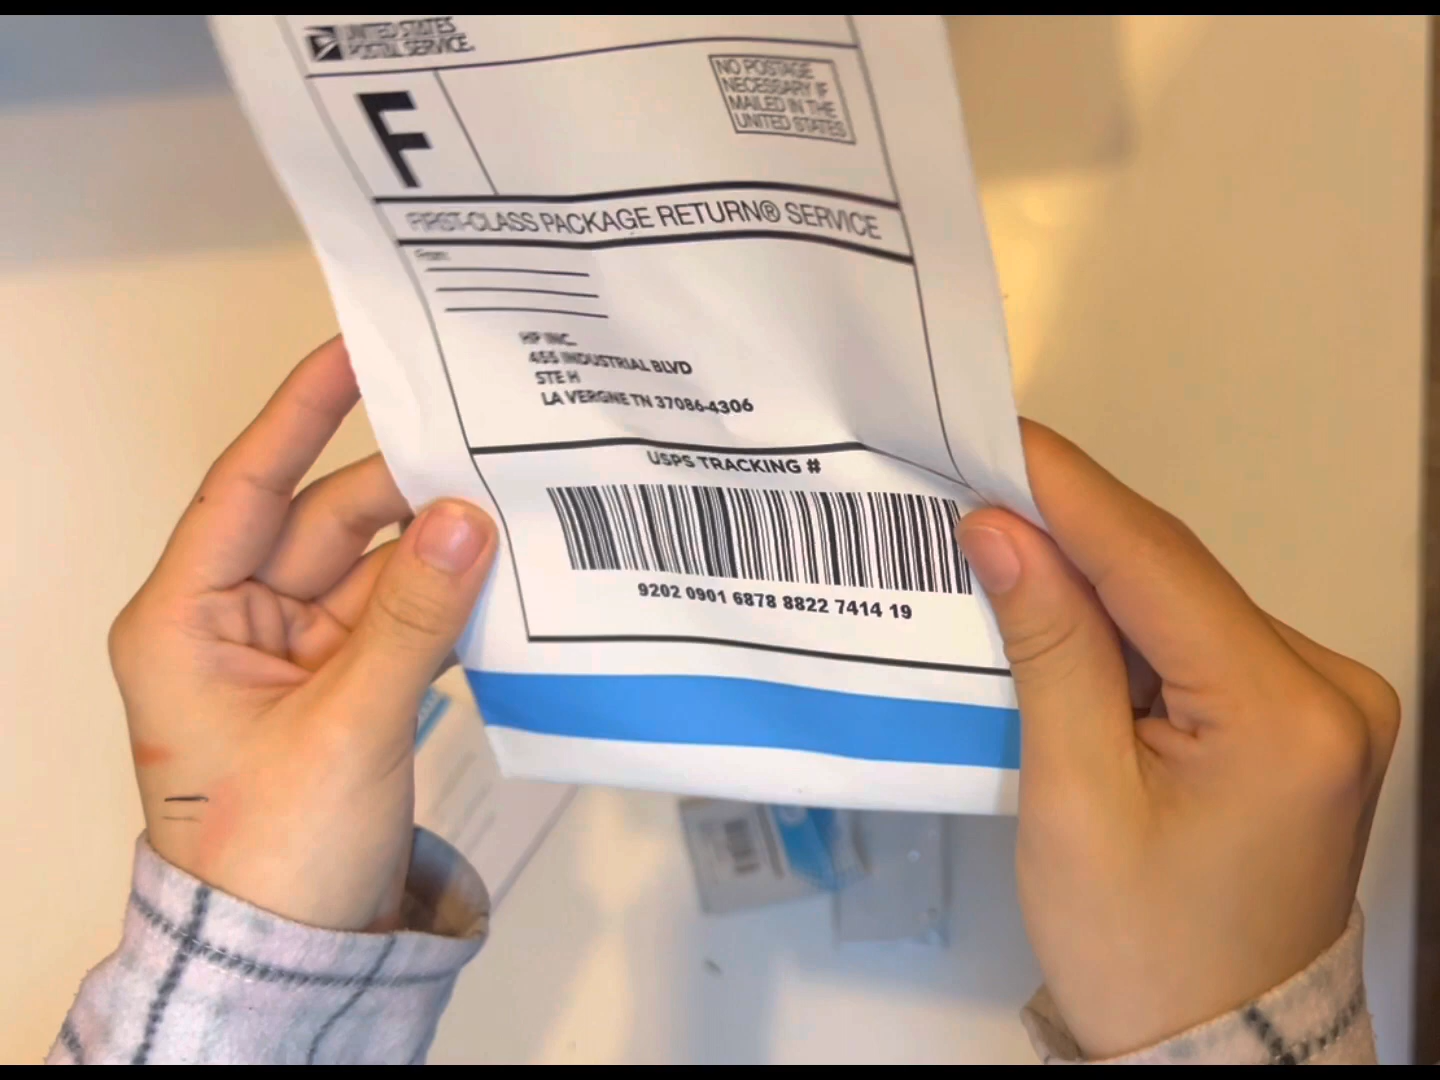 UNITED STATES
POSTAL SERVICE.
F
NO POSTAGE
NECESSARY IF
MAILED IN THE
UNITED STATES
FIRST-CLASS PACKAGE RETURN® SERVICE
From:
HP INC.
455 INDUSTRIAL BLVD
STE H
LA VERGNE TN 37086-4306
USPS TRACKING #
9202 0901 6878 8822 7414 19